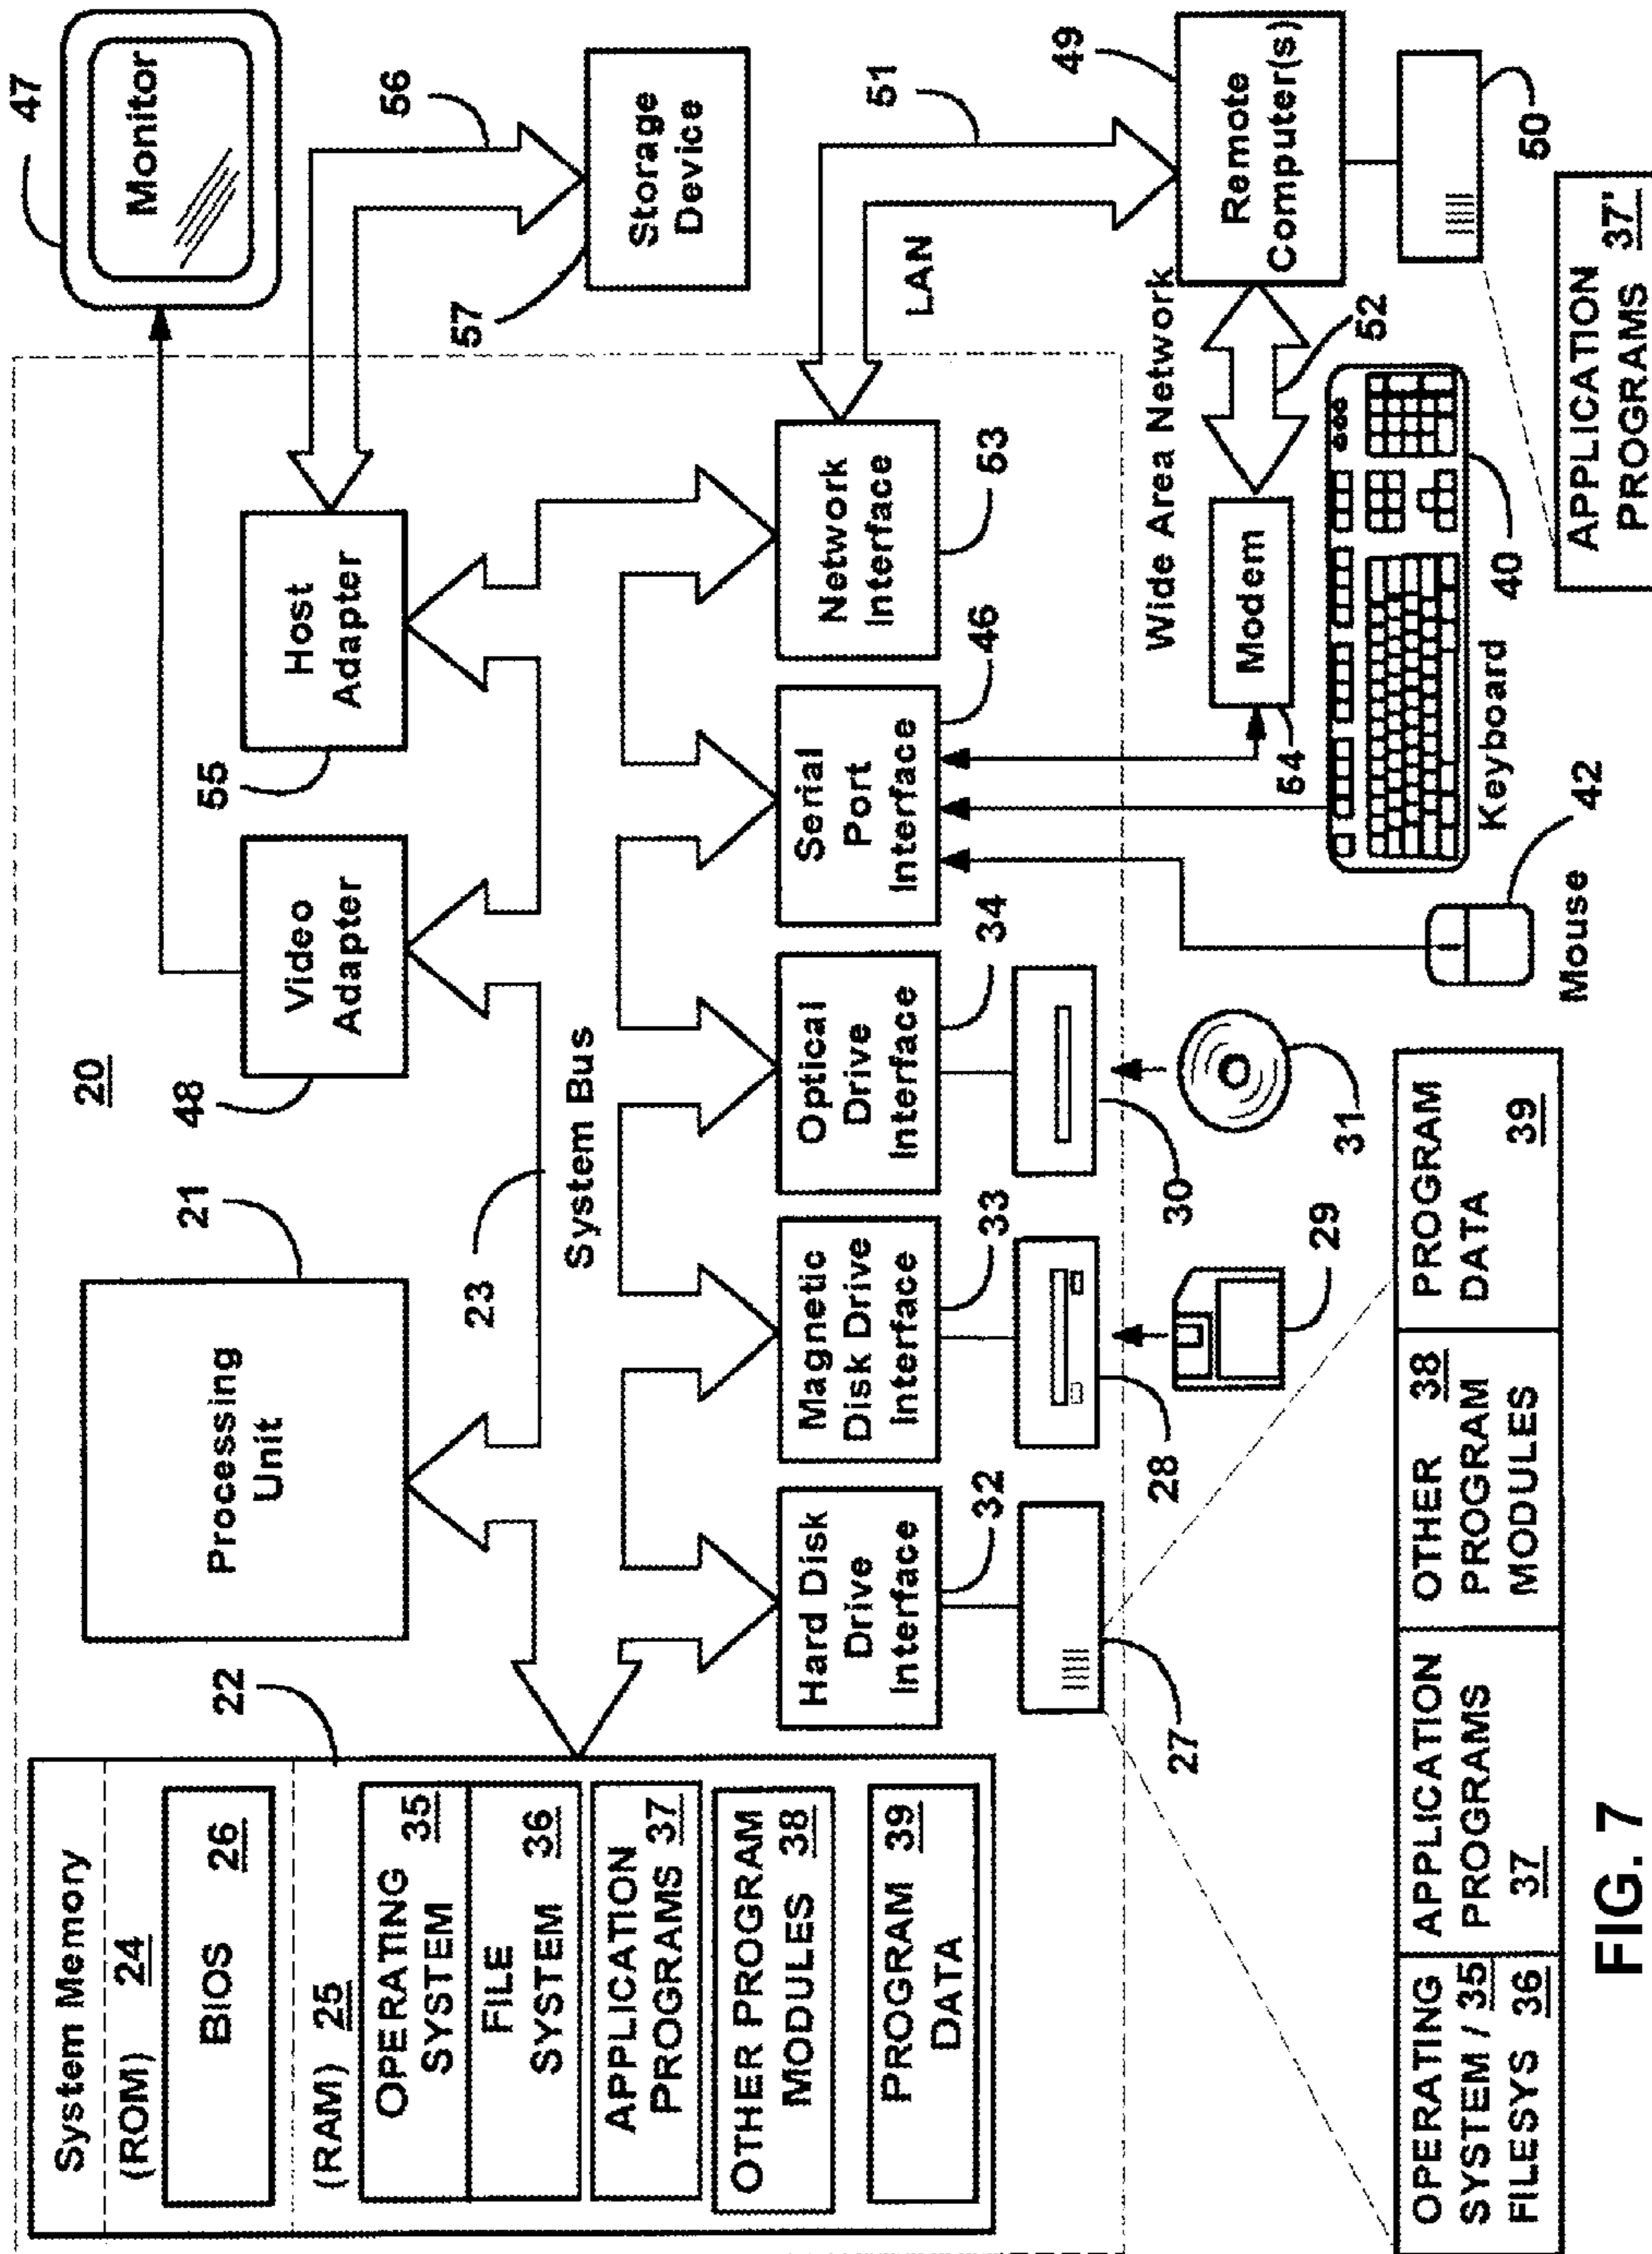 System Memory
(ROM) 24
BIOS 26
(RAM) 25
OPERATING
SYSTEM 35
FILE
SYSTEM 36
APPLICATION
PROGRAMS 37
OTHER PROGRAM
MODULES 38
PROGRAM 39
DATA
22
Processing
Unit
21
20
48
Video
Adapter
55
Host
Adapter
47
Monitor
56
57
Storage
Device
23
System Bus
Hard Disk
Drive
Interface
32
Magnetic
Disk Drive
Interface
33
Optical
Drive
Interface
34
Serial
Port
Interface
46
Network
Interface
53
LAN
51
27
28
29
30
31
Wide Area Network
Modem
54
52
49
Remote
Computer(s)
50
40
Keyboard
42
Mouse
APPLICATION
PROGRAMS 37'
OPERATING
SYSTEM / 35
FILESYS 36
APPLICATION
PROGRAMS
37
OTHER 38
PROGRAM
MODULES
PROGRAM
DATA
39
FIG. 7